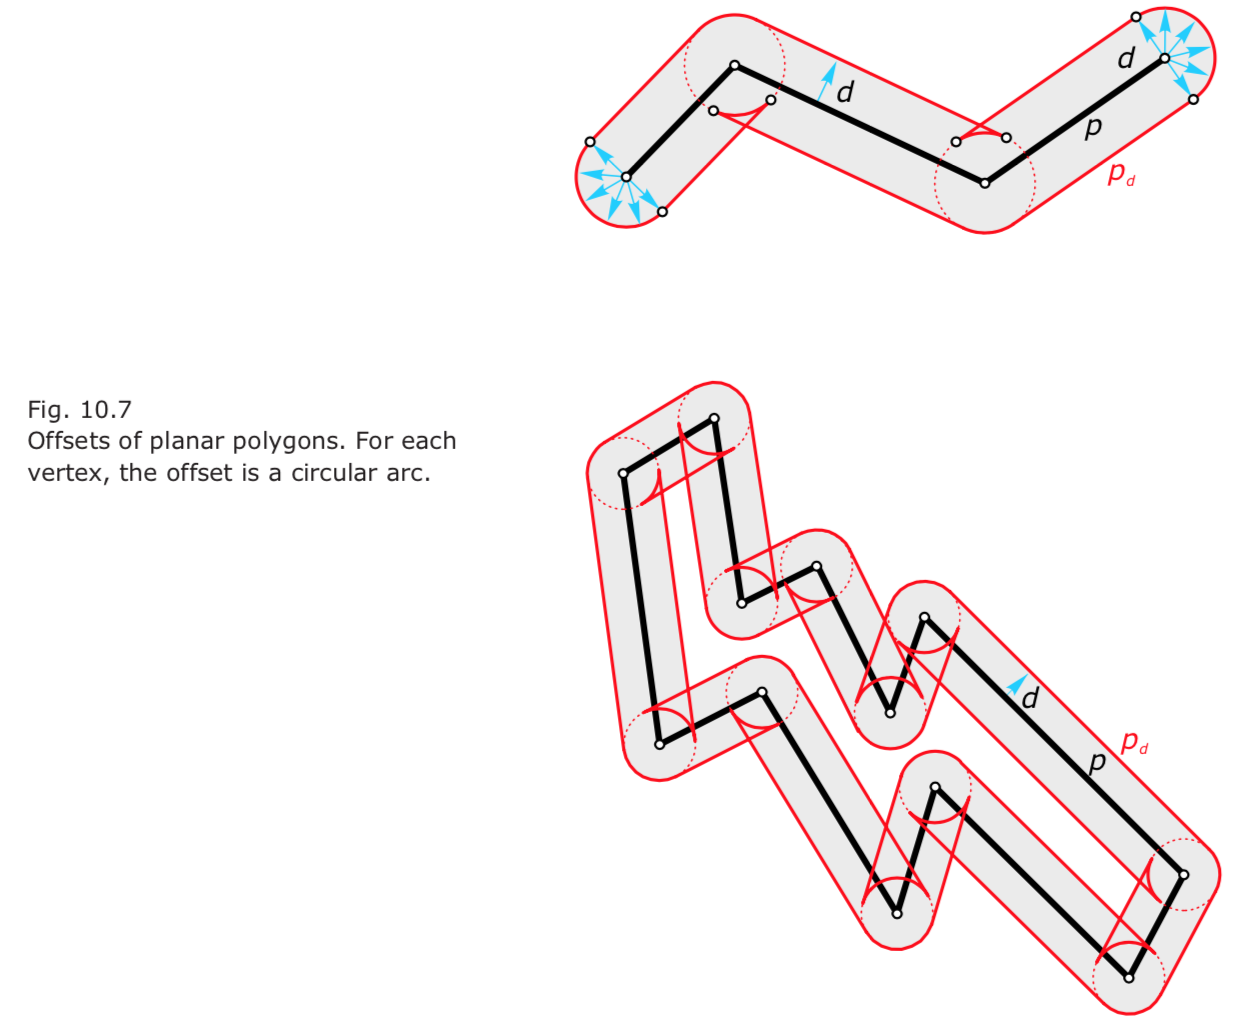 d
d
p
p_d
Fig. 10.7
Offsets of planar polygons. For each
vertex, the offset is a circular arc.
d
p_d
p